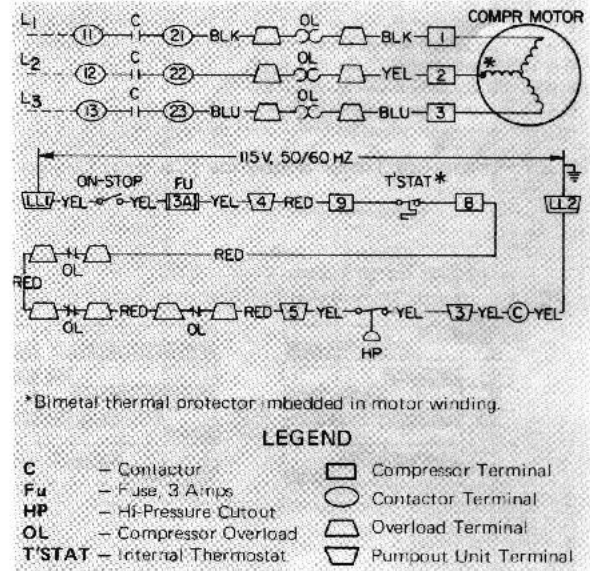 COMPR MOTOR
L1 11 C 21 BLK OL BLK 1
L2 12 C 22 OL YEL 2 *
L3 13 C 23 BLU OL BLU 3
115V, 50/60 HZ
ON-STOP FU T'STAT*
LL1 YEL YEL 3A YEL 4 RED 9 8 LL2
RED
OL
RED
RED RED 5 YEL YEL 3 YEL C YEL
OL OL
HP
*Bimetal thermal protector imbedded in motor winding.
LEGEND
C – Contactor
Fu – Fuse, 3 Amps
HP – Hi-Pressure Cutout
OL – Compressor Overload
T'STAT – Internal Thermostat
Compressor Terminal
Contactor Terminal
Overload Terminal
Pumpout Unit Terminal